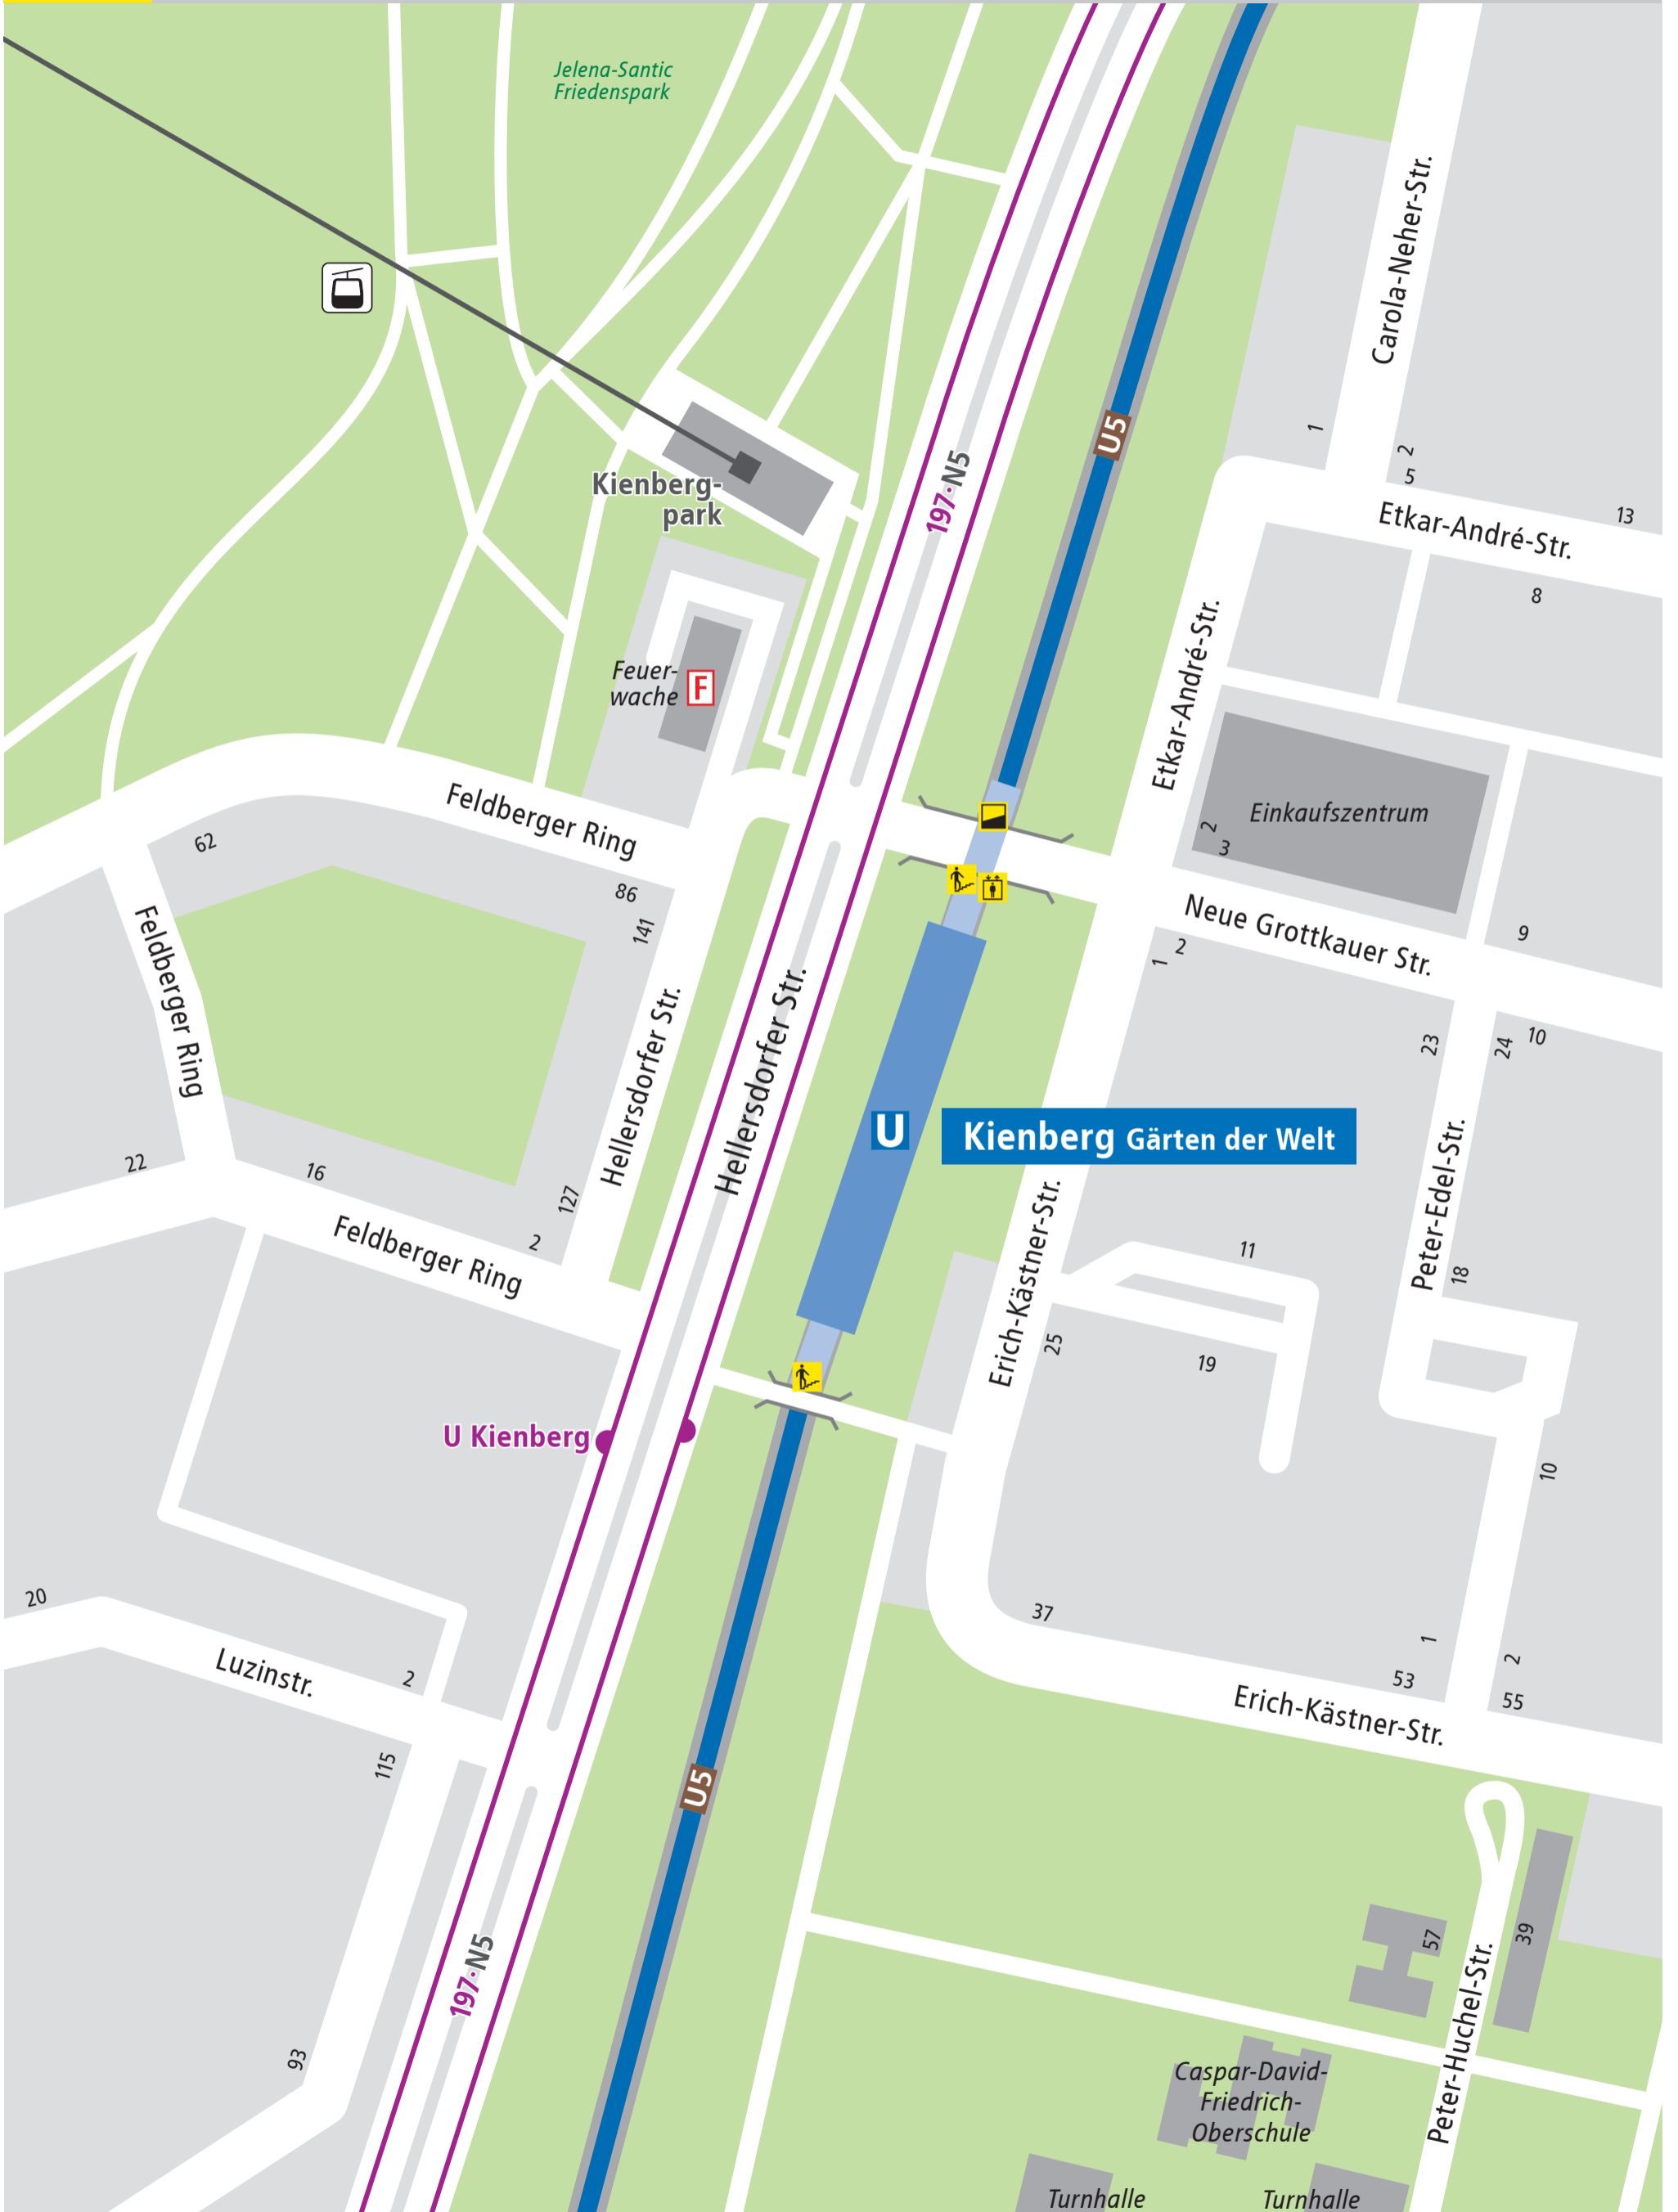 Jelena-Santic
Friedenspark
Carola-Neher-Str.
U5
1
2
5
197·N5
Kienberg-
park
13
Etkar-André-Str.
8
Etkar-André-Str.
Feuer-
wache
F
Feldberger Ring
Einkaufszentrum
2
3
62
86
141
Neue Grottkauer Str.
9
2
1
Feldberger Ring
Hellersdorfer Str.
Hellersdorfer Str.
23
24
10
U
Kienberg Gärten der Welt
22
16
127
2
Feldberger Ring
Erich-Kästner-Str.
Peter-Edel-Str.
11
18
25
19
U Kienberg
10
20
37
Luzinstr.
2
1
2
53
55
Erich-Kästner-Str.
115
U5
197·N5
57
39
93
Peter-Huchel-Str.
Caspar-David-
Friedrich-
Oberschule
Turnhalle
Turnhalle